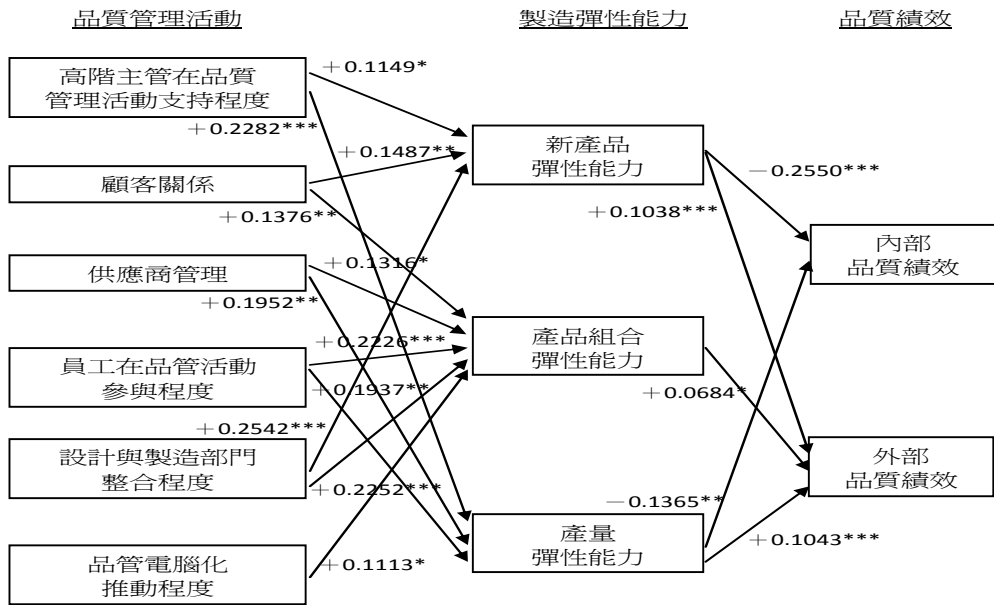 品質管理活動
製造彈性能力
品質績效
高階主管在品質
管理活動支持程度
＋0.1149*
＋0.2282***
新產品
彈性能力
＋0.1487**
顧客關係
＋0.1376**
－0.2550***
＋0.1038***
內部
品質績效
供應商管理
＋0.1316*
＋0.1952**
產品組合
彈性能力
員工在品管活動
參與程度
＋0.2226***
＋0.1937**
＋0.0684*
＋0.2542***
設計與製造部門
整合程度
外部
品質績效
＋0.2252***
－0.1365**
產量
彈性能力
＋0.1043***
品管電腦化
推動程度
＋0.1113*